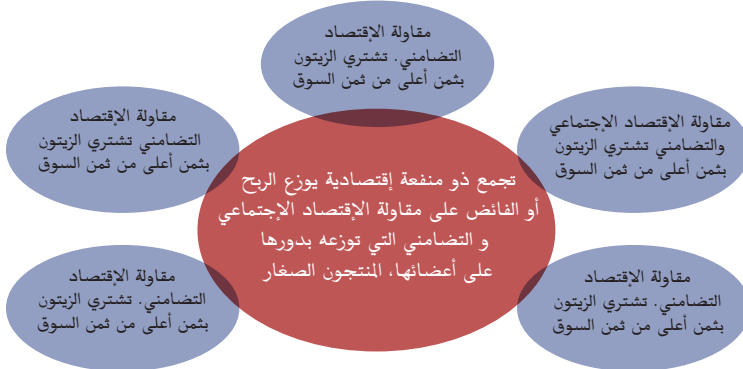 مقاولة الإقتصاد
التضامني. تشتري الزيتون
بثمن أعلى من ثمن السوق
مقاولة الإقتصاد الإجتماعي
والتضامني تشتري الزيتون
بثمن أعلى من ثمن السوق
مقاولة الإقتصاد
التضامني تشتري الزيتون
بثمن أعلى من ثمن السوق
تجمع ذو منفعة إقتصادية يوزع الربح
أو الفائض على مقاولة الإقتصاد الإجتماعي
و التضامني التي توزعه بدورها
على أعضائها، المنتجون الصغار
مقاولة الإقتصاد
التضامني. تشتري الزيتون
بثمن أعلى من ثمن السوق
مقاولة الإقتصاد
التضامني. تشتري الزيتون
بثمن أعلى من ثمن السوق